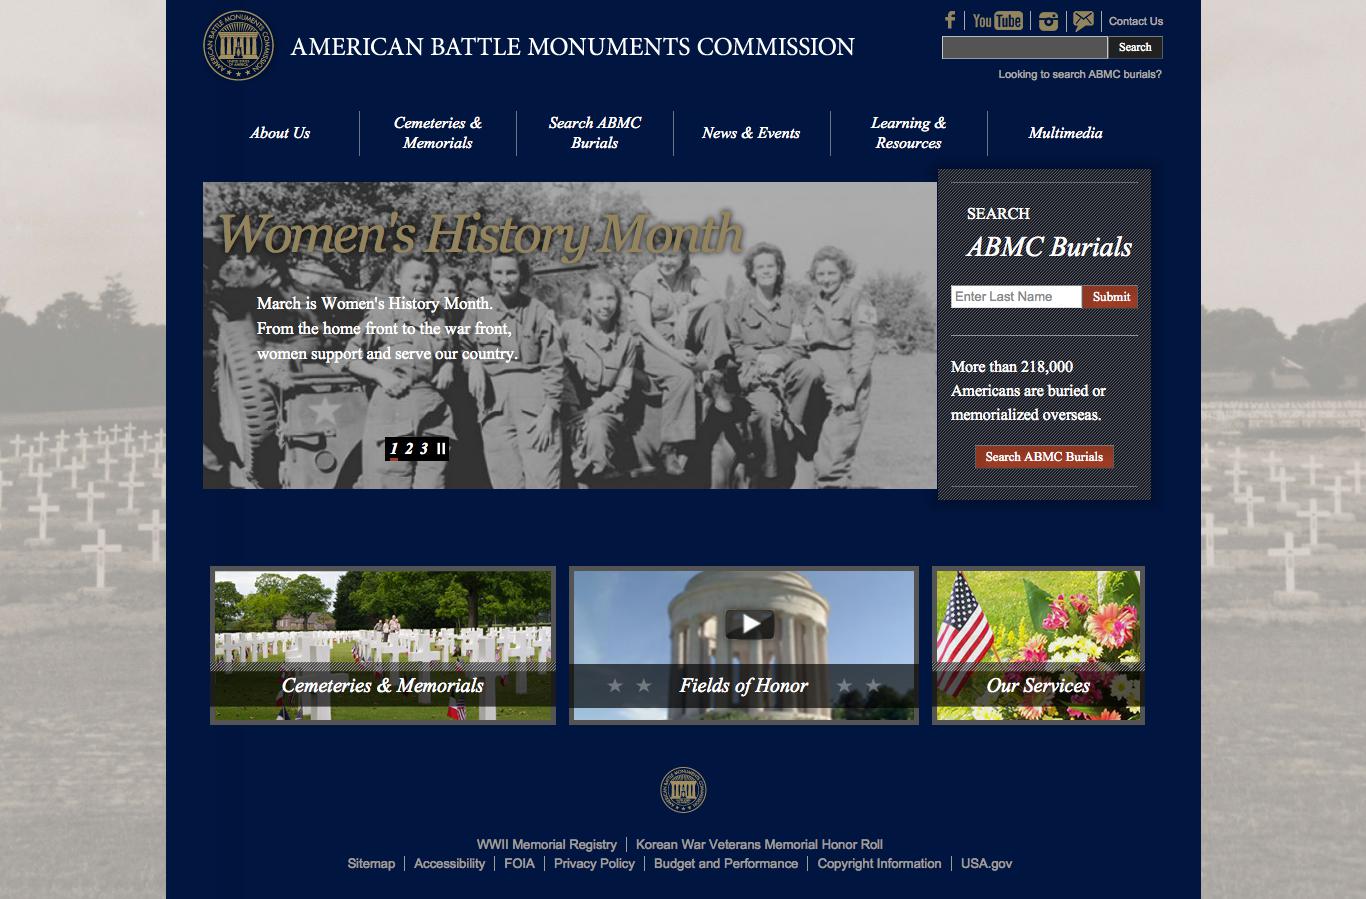 AMERICAN BATTLE MONUMENTS COMMISSION
You Tube
Contact Us
Search
Looking to search ABMC burials?
About Us
Cemeteries &
Memorials
Search ABMC
Burials
News & Events
Learning &
Resources
Multimedia
Women's History Month
March is Women's History Month.
From the home front to the war front,
women support and serve our country.
1 2 3
SEARCH
ABMC Burials
Enter Last Name
Submit
More than 218,000
Americans are buried or
memorialized overseas.
Search ABMC Burials
Cemeteries & Memorials
Fields of Honor
Our Services
WWII Memorial Registry
Korean War Veterans Memorial Honor Roll
Sitemap
Accessibility
FOIA
Privacy Policy
Budget and Performance
Copyright Information
USA.gov